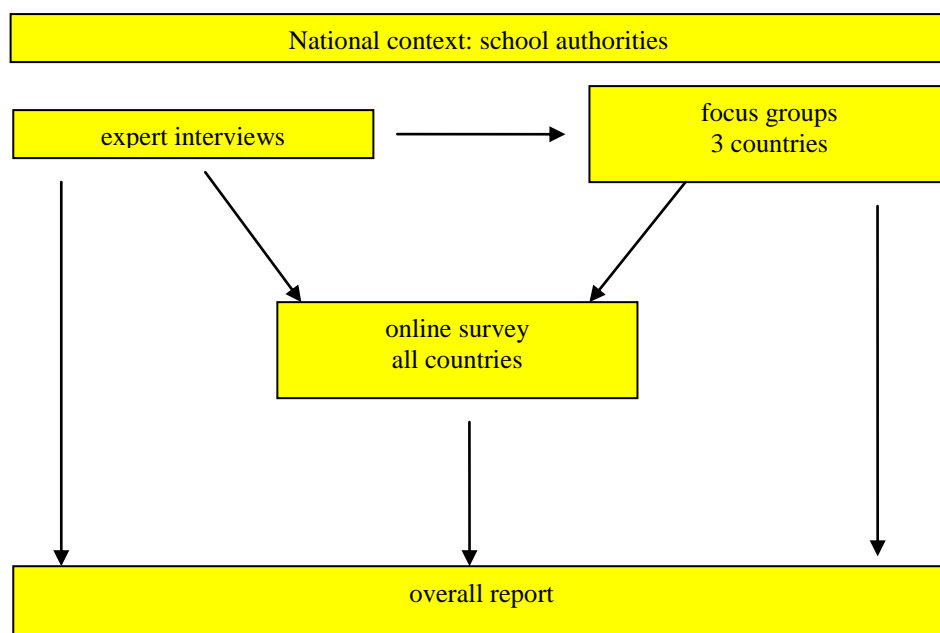 National context: school authorities
expert interviews
focus groups
3 countries
online survey
all countries
overall report